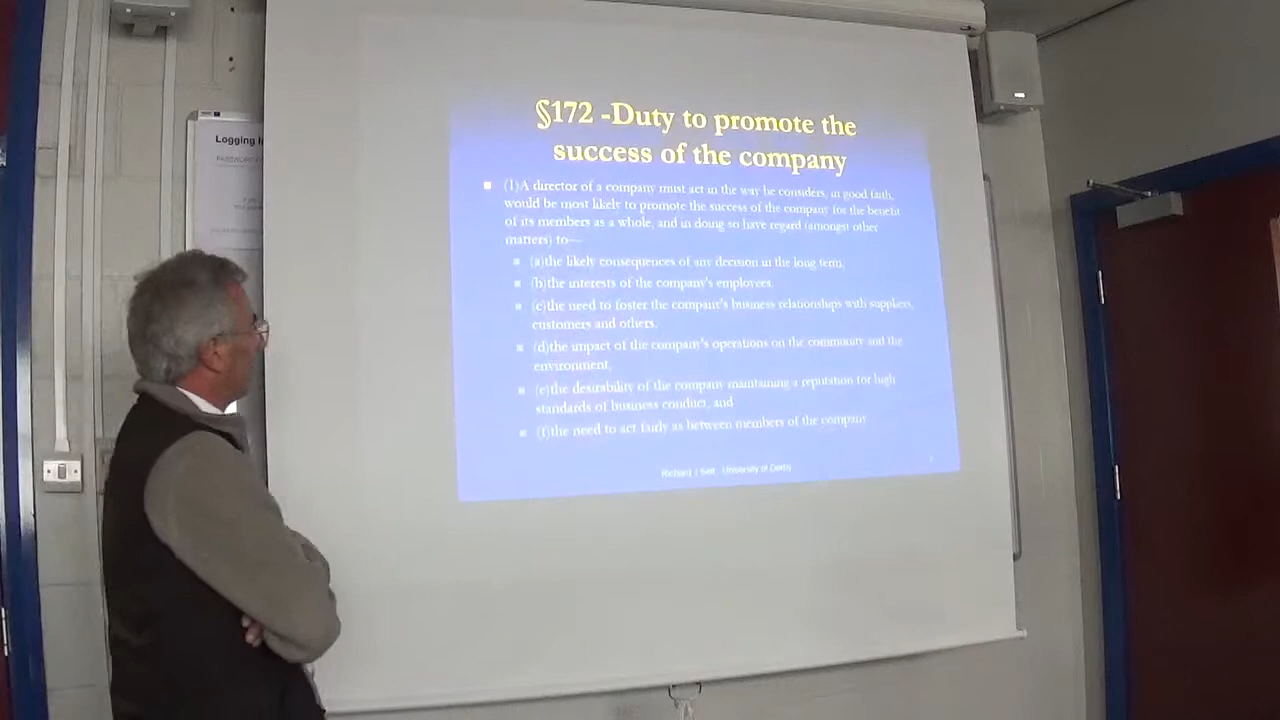 Logging I
PASSWORD
§172 -Duty to promote the
success of the company
(1)A director of a company must act in the way he considers, in good faith,
would be most likely to promote the success of the company for the benefit
of its members as a whole, and in doing so have regard (amongst other
matters) to—
(a)the likely consequences of any decision in the long term,
(b)the interests of the company's employees,
(c)the need to foster the company's business relationships with suppliers,
customers and others,
(d)the impact of the company's operations on the community and the
environment,
(e)the desirability of the company maintaining a reputation for high
standards of business conduct, and
(f)the need to act fairly as between members of the company
Richard J Self - University of Derby